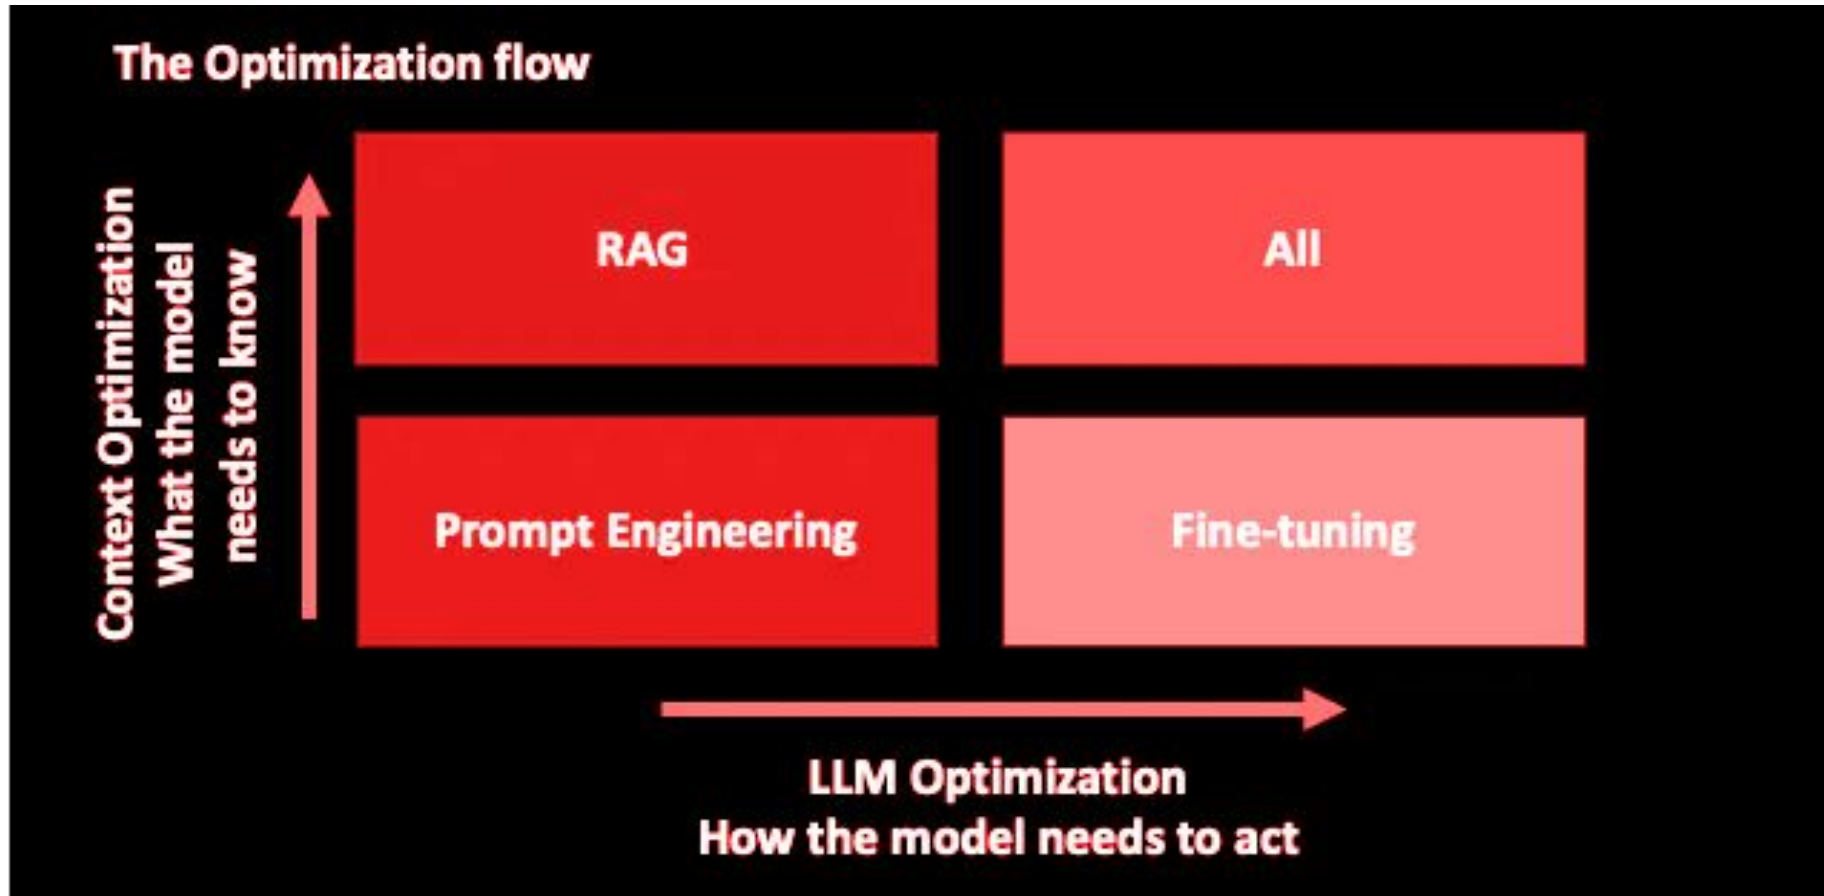 The Optimization flow
Context Optimization
What the model
needs to know
RAG
All
Prompt Engineering
Fine-tuning
LLM Optimization
How the model needs to act